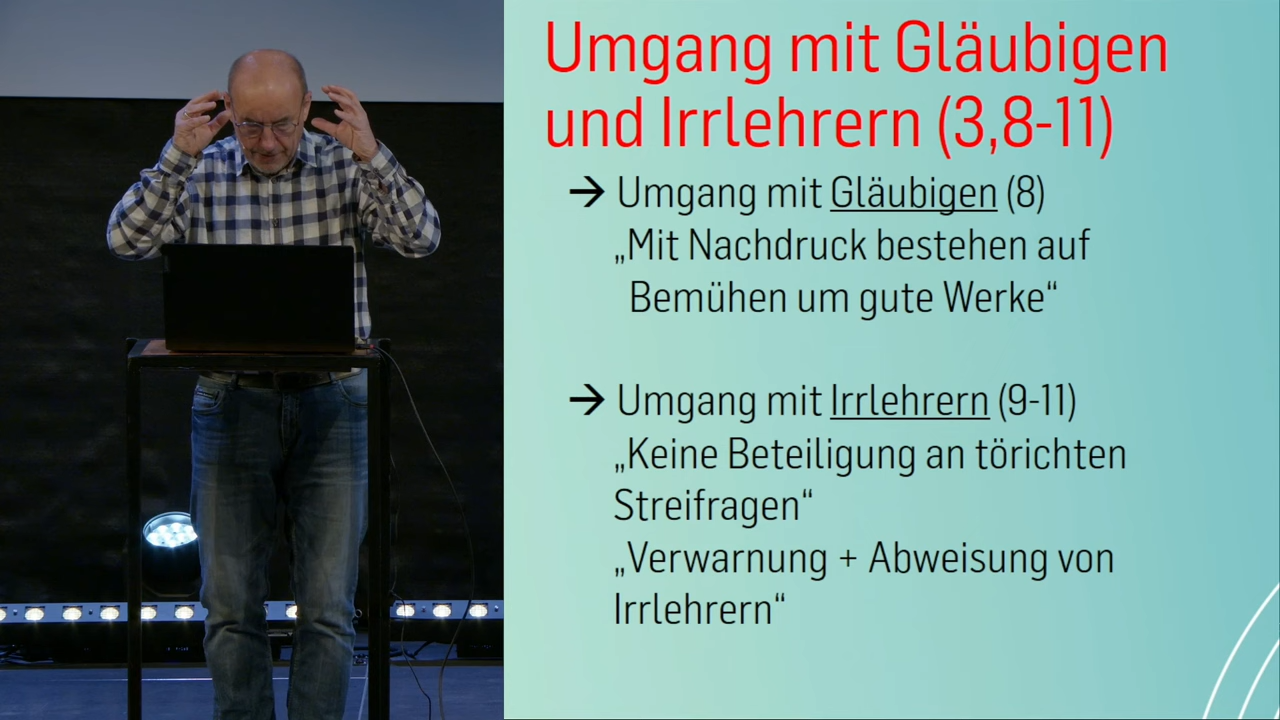 Umgang mit Gläubigen
und Irrlehrern (3,8-11)
→ Umgang mit Gläubigen (8)
„Mit Nachdruck bestehen auf
Bemühen um gute Werke“
→ Umgang mit Irrlehrern (9-11)
„Keine Beteiligung an törichten
Streifragen“
„Verwarnung + Abweisung von
Irrlehrern“